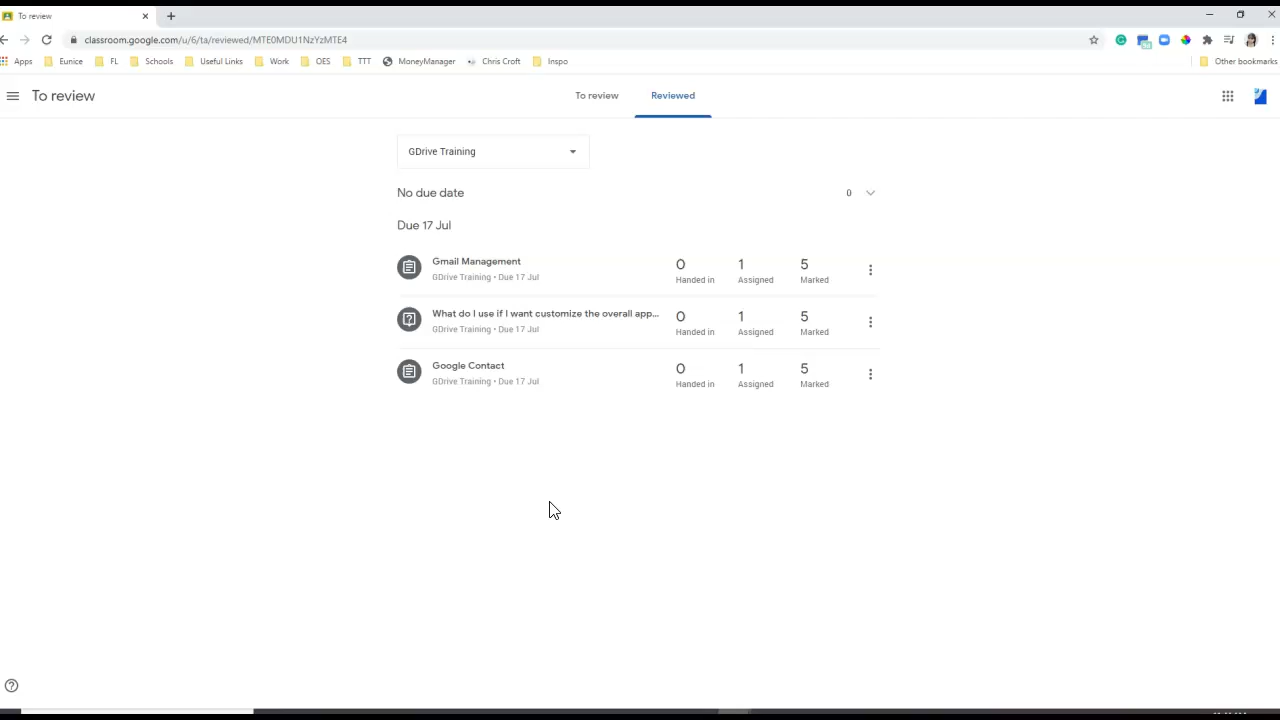 To review
classroom.google.com/u/6/ta/reviewed/MTE0MDU1NzYzMTE4
Apps Eunice FL Schools Useful Links Work OES TTT MoneyManager Chris Croft Inspo Other bookmarks
To review To review Reviewed
GDrive Training
No due date 0
Due 17 Jul
Gmail Management
GDrive Training • Due 17 Jul
0 1 5
Handed in Assigned Marked
What do I use if I want customize the overall app...
GDrive Training • Due 17 Jul
0 1 5
Handed in Assigned Marked
Google Contact
GDrive Training • Due 17 Jul
0 1 5
Handed in Assigned Marked